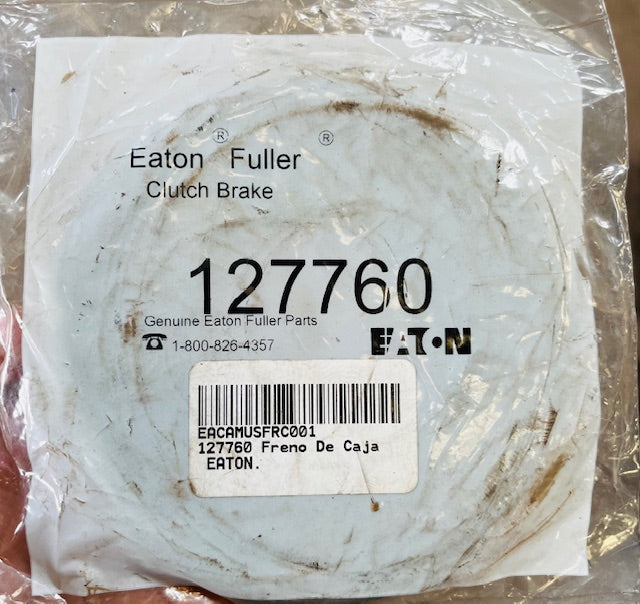 Eaton® Fuller®
Clutch Brake
127760
Genuine Eaton Fuller Parts
☎ 1-800-826-4357
EATON
EACAMUSFRC001
127760 Freno De Caja
EATON.